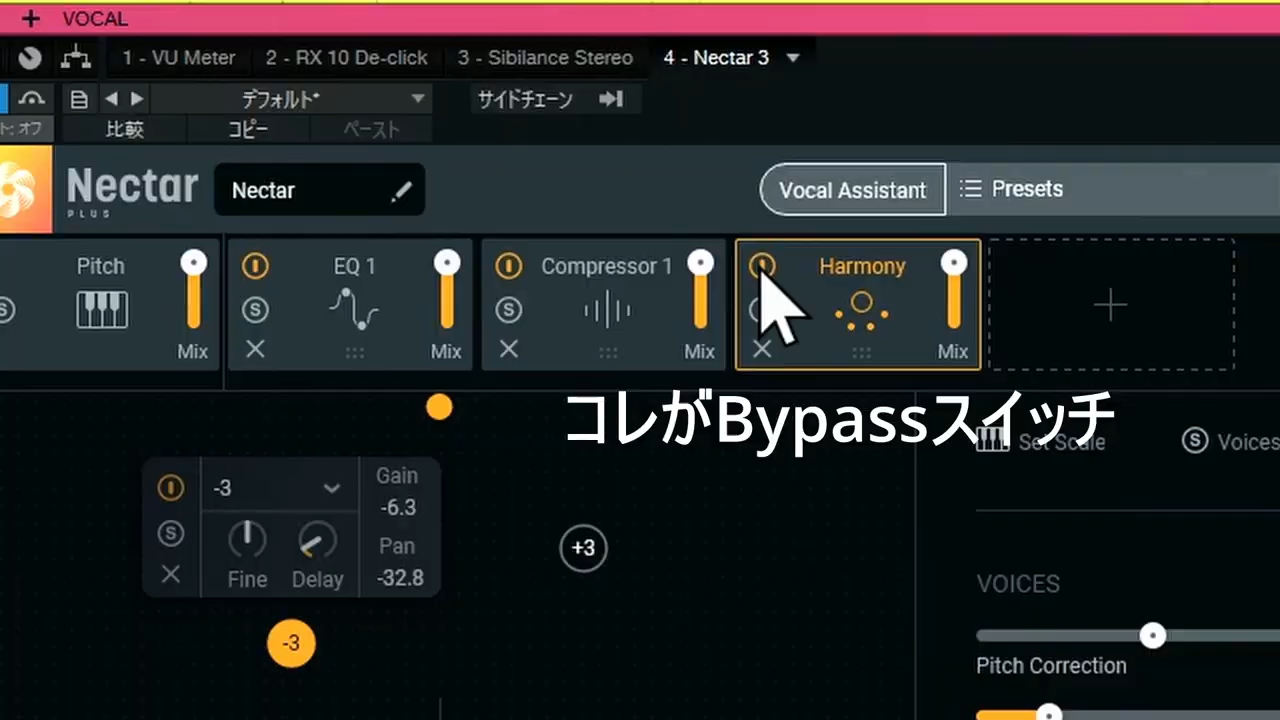 + VOCAL
1 - VU Meter 2 - RX 10 De-click 3 - Sibilance Stereo 4 - Nectar 3
デフォルト* サイドチェーン
ト: オフ 比較 コピー ペースト
Nectar
PLUS
Nectar
Vocal Assistant Presets
Pitch EQ 1 Compressor 1 Harmony
S S S
Mix Mix Mix Mix
コレがBypassスイッチ
Set Scale S Voices
-3 Gain
-6.3
S Pan
Fine Delay -32.8
+3
-3
VOICES
Pitch Correction